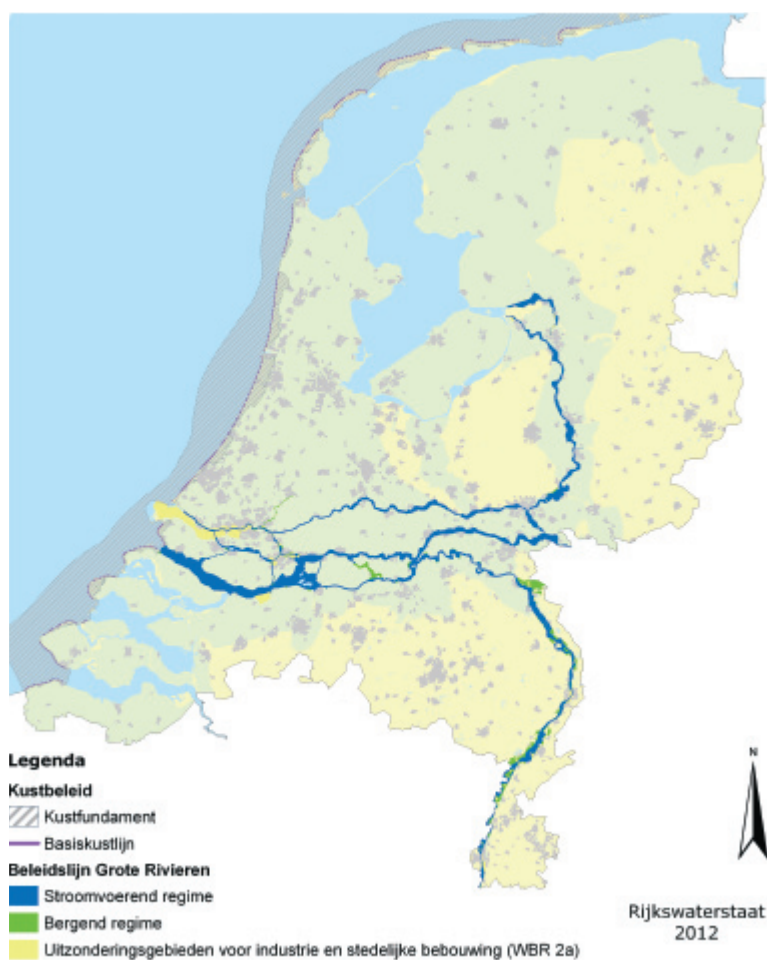 Legenda
Kustbeleid
Kustfundament
Basiskustlijn
Beleidslijn Grote Rivieren
Stroomvoerend regime
Bergend regime
Uitzonderingsgebieden voor industrie en stedelijke bebouwing (WBR 2a)
N
Rijkswaterstaat
2012